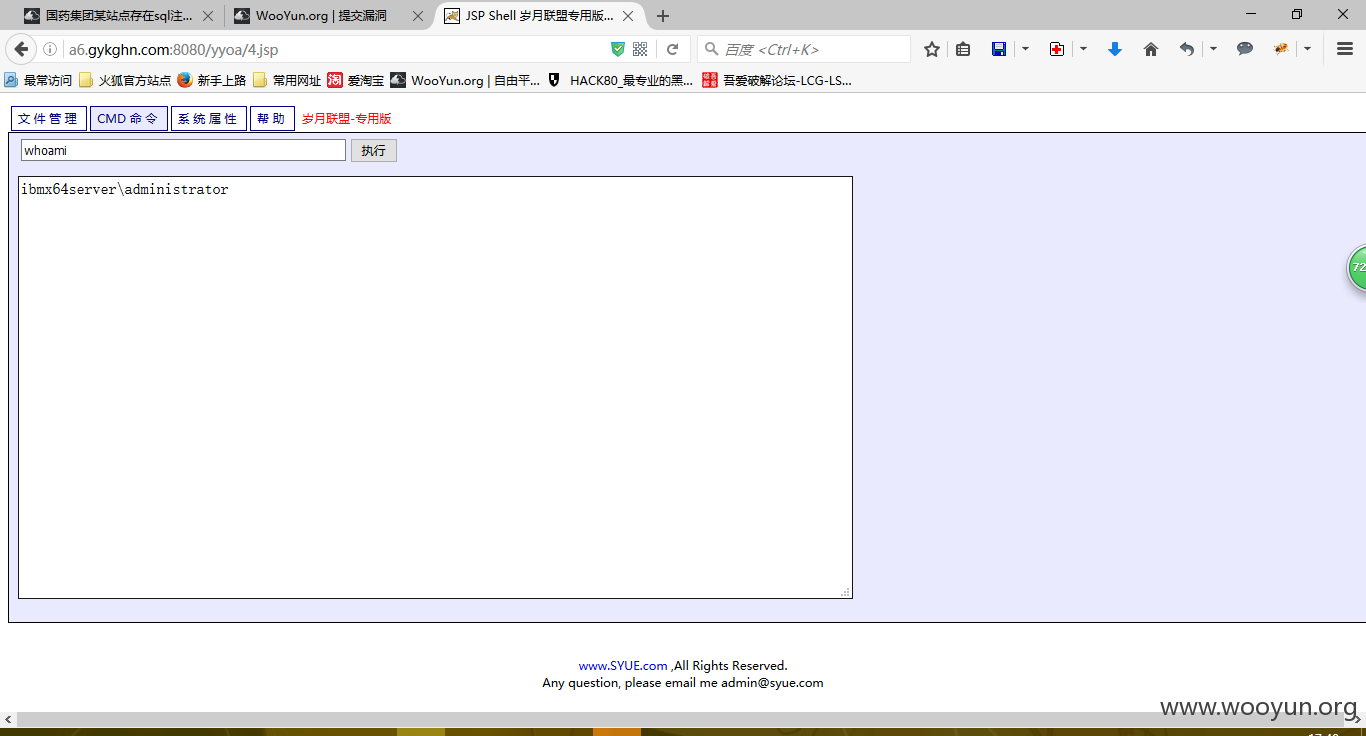 国药集团某站点存在sql注... WooYun.org | 提交漏洞 JSP Shell 岁月联盟专用版...
a6.gykghn.com:8080/yyoa/4.jsp 百度 <Ctrl+K>
最常访问 火狐官方站点 新手上路 常用网址 淘 爱淘宝 WooYun.org | 自由平... HACK80_最专业的黑... 吾爱破解论坛-LCG-LS...
文件管理 CMD 命令 系统属性 帮助 岁月联盟-专用版
whoami 执行
ibmx64server\administrator
72
www.SYUE.com ,All Rights Reserved.
Any question, please email me admin@syue.com
www.wooyun.org